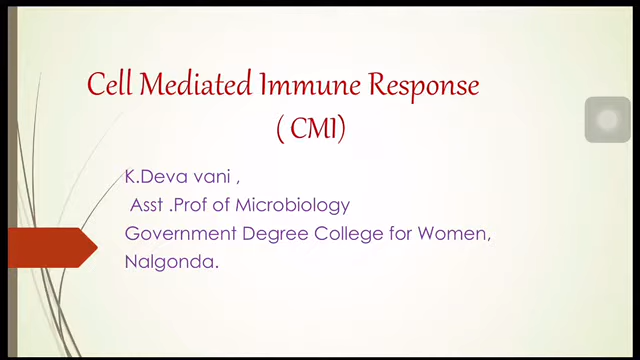 Cell Mediated Immune Response
( CMI)
K.Deva vani ,
Asst .Prof of Microbiology
Government Degree College for Women,
Nalgonda.